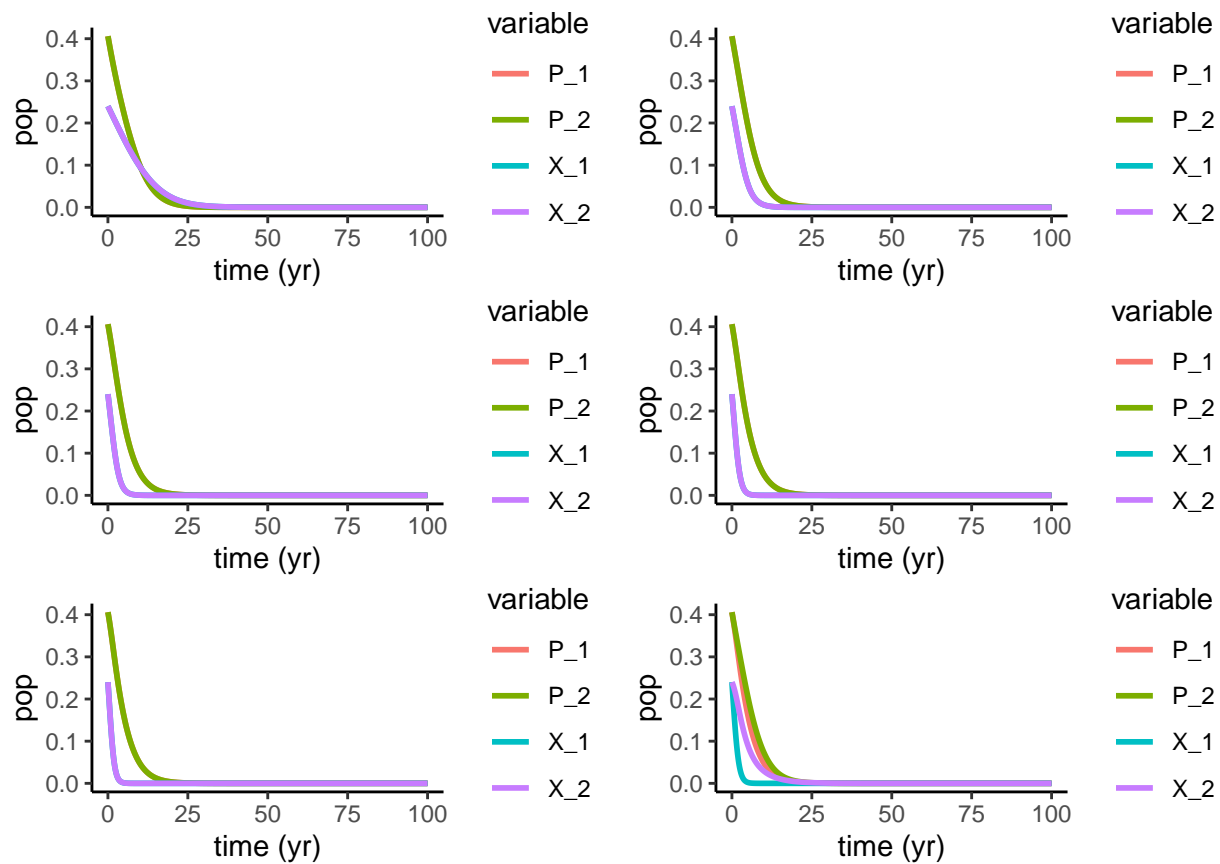 variable
P_1
P_2
X_1
X_2
pop
0.4
0.3
0.2
0.1
0.0
0 25 50 75 100
time (yr)
variable
P_1
P_2
X_1
X_2
pop
0.4
0.3
0.2
0.1
0.0
0 25 50 75 100
time (yr)
variable
P_1
P_2
X_1
X_2
pop
0.4
0.3
0.2
0.1
0.0
0 25 50 75 100
time (yr)
variable
P_1
P_2
X_1
X_2
pop
0.4
0.3
0.2
0.1
0.0
0 25 50 75 100
time (yr)
variable
P_1
P_2
X_1
X_2
pop
0.4
0.3
0.2
0.1
0.0
0 25 50 75 100
time (yr)
variable
P_1
P_2
X_1
X_2
pop
0.4
0.3
0.2
0.1
0.0
0 25 50 75 100
time (yr)